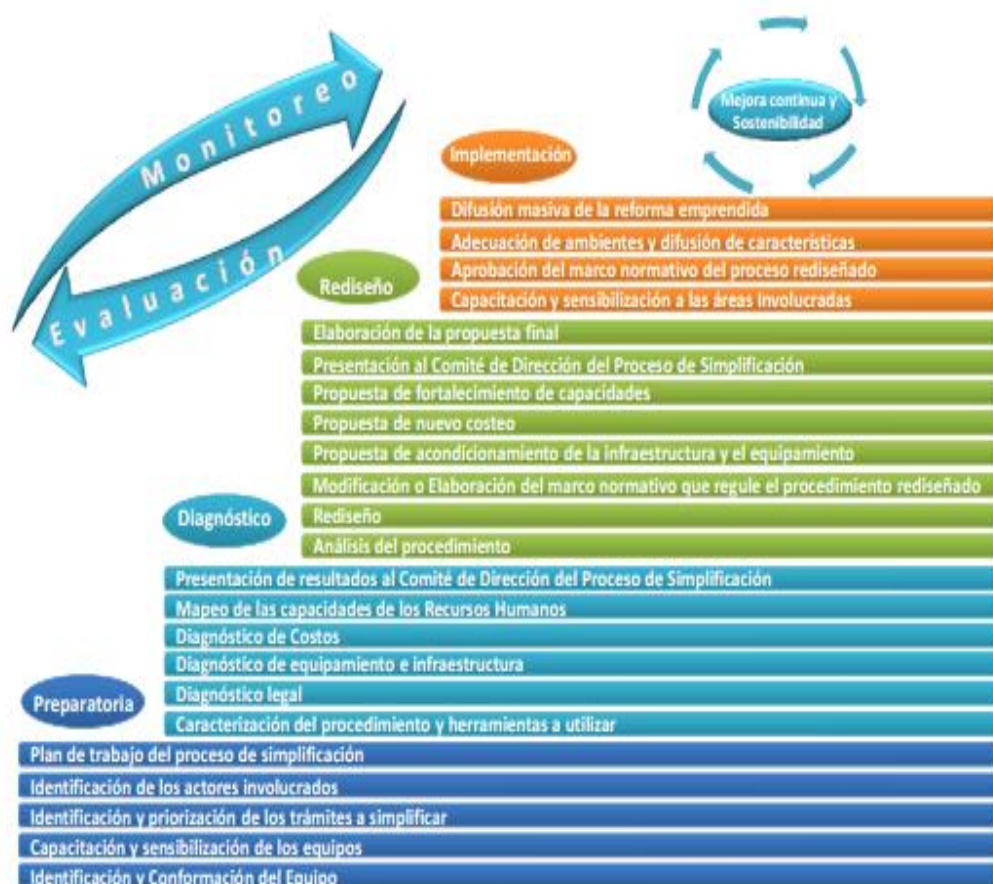 Monitoreo
Evaluación
Mejora continua y
Sostenibilidad
Implementación
Difusión masiva de la reforma emprendida
Adecuación de ambientes y difusión de características
Aprobación del marco normativo del proceso rediseñado
Capacitación y sensibilización a las áreas involucradas
Rediseño
Elaboración de la propuesta final
Presentación al Comité de Dirección del Proceso de Simplificación
Propuesta de fortalecimiento de capacidades
Propuesta de nuevo costeo
Propuesta de acondicionamiento de la infraestructura y el equipamiento
Modificación o Elaboración del marco normativo que regule el procedimiento rediseñado
Rediseño
Análisis del procedimiento
Diagnóstico
Presentación de resultados al Comité de Dirección del Proceso de Simplificación
Mapeo de las capacidades de los Recursos Humanos
Diagnóstico de Costos
Diagnóstico de equipamiento e infraestructura
Diagnóstico legal
Caracterización del procedimiento y herramientas a utilizar
Preparatoria
Plan de trabajo del proceso de simplificación
Identificación de los actores involucrados
Identificación y priorización de los trámites a simplificar
Capacitación y sensibilización de los equipos
Identificación y Conformación del Equipo